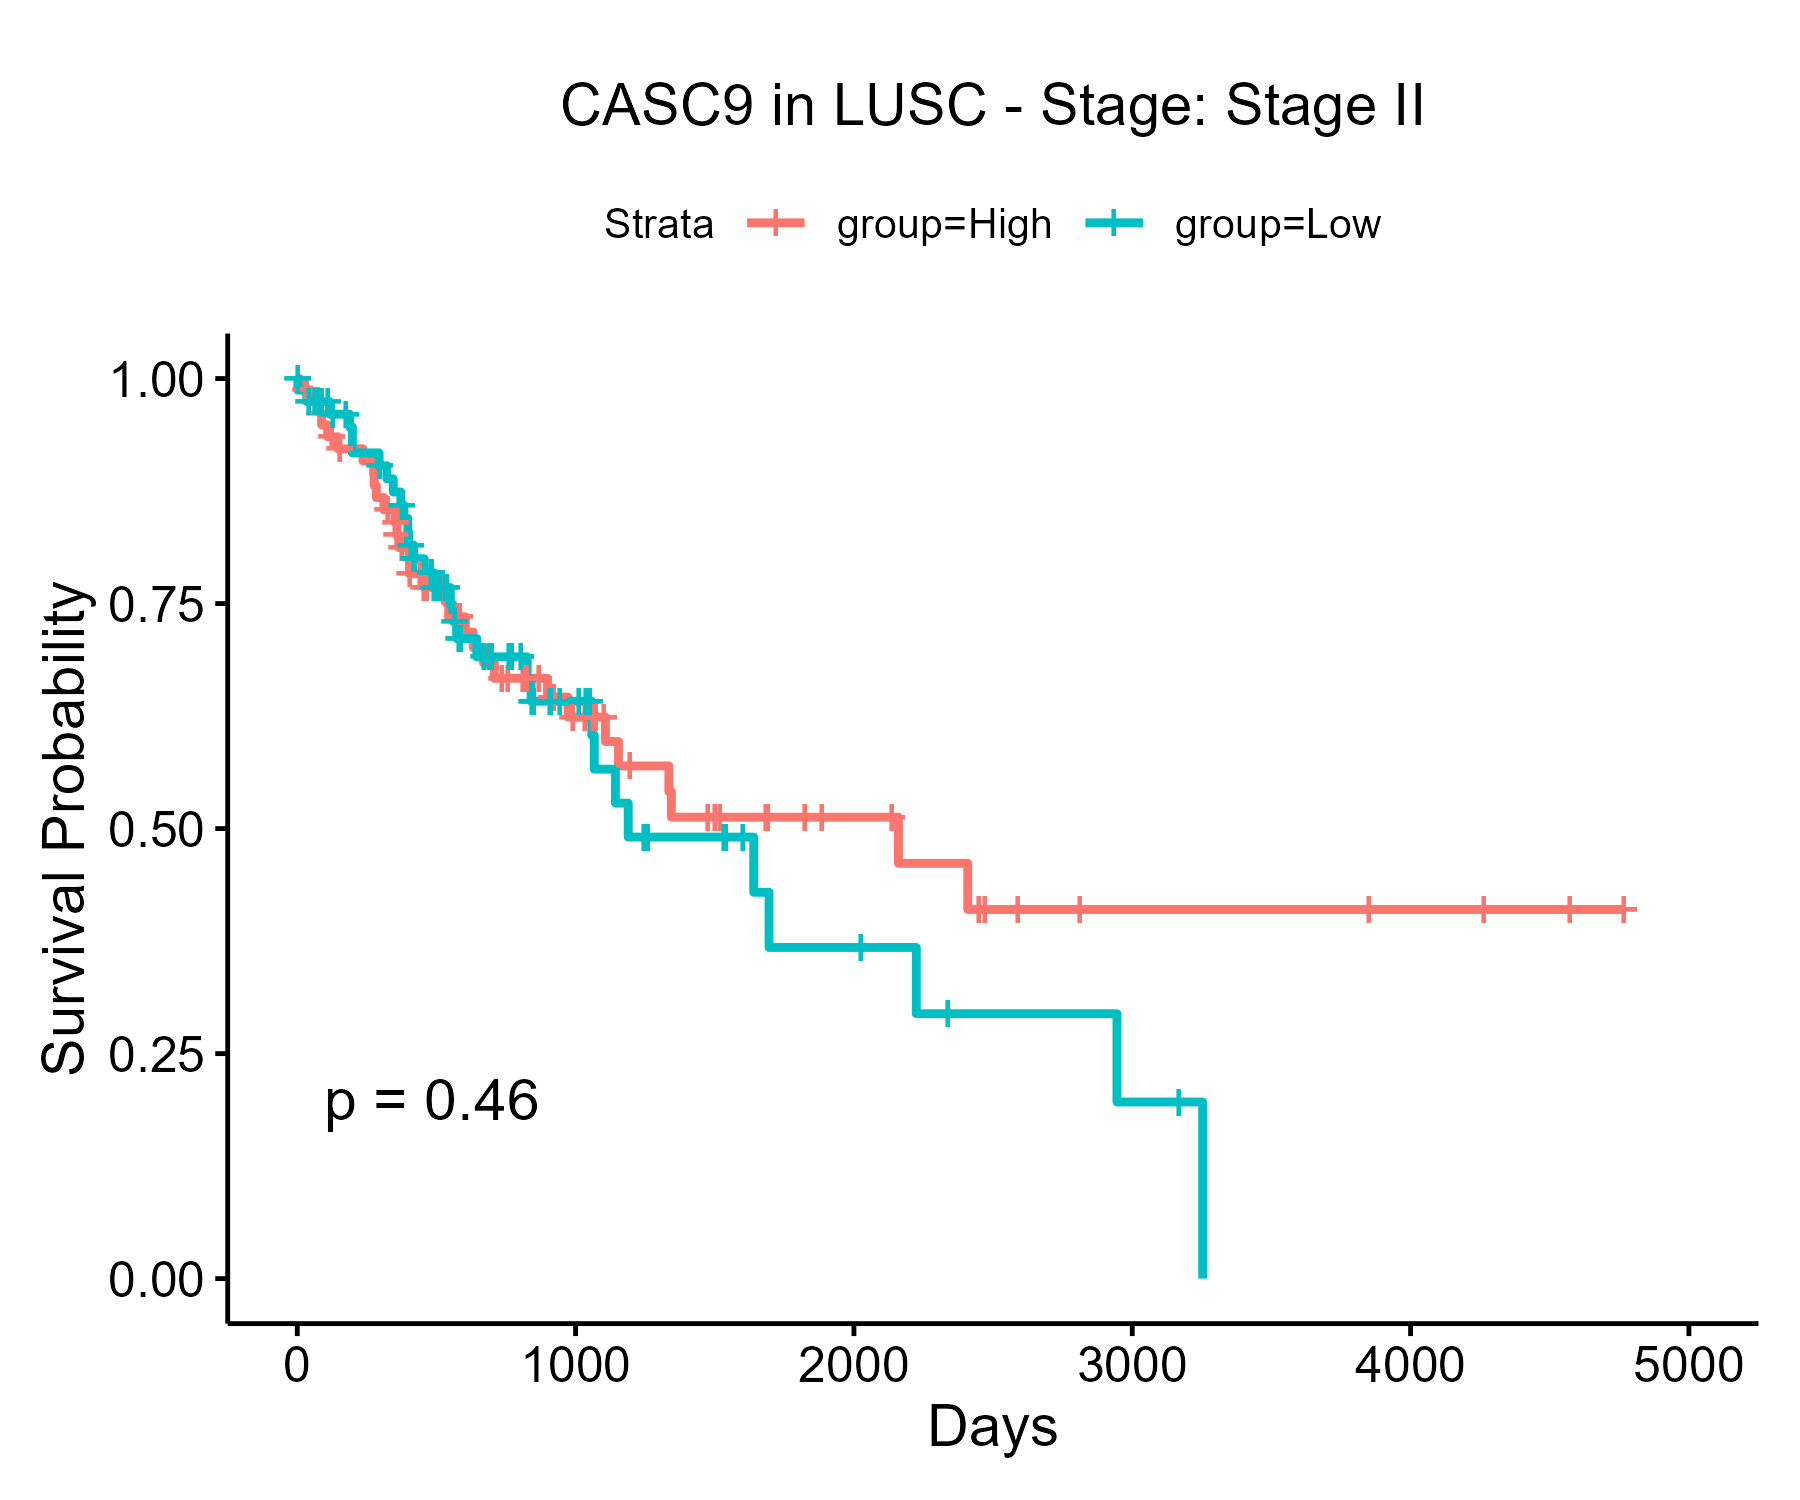 CASC9 in LUSC - Stage: Stage II
Strata group=High group=Low
Survival Probability
1.00
0.75
0.50
0.25
0.00
p = 0.46
0 1000 2000 3000 4000 5000
Days